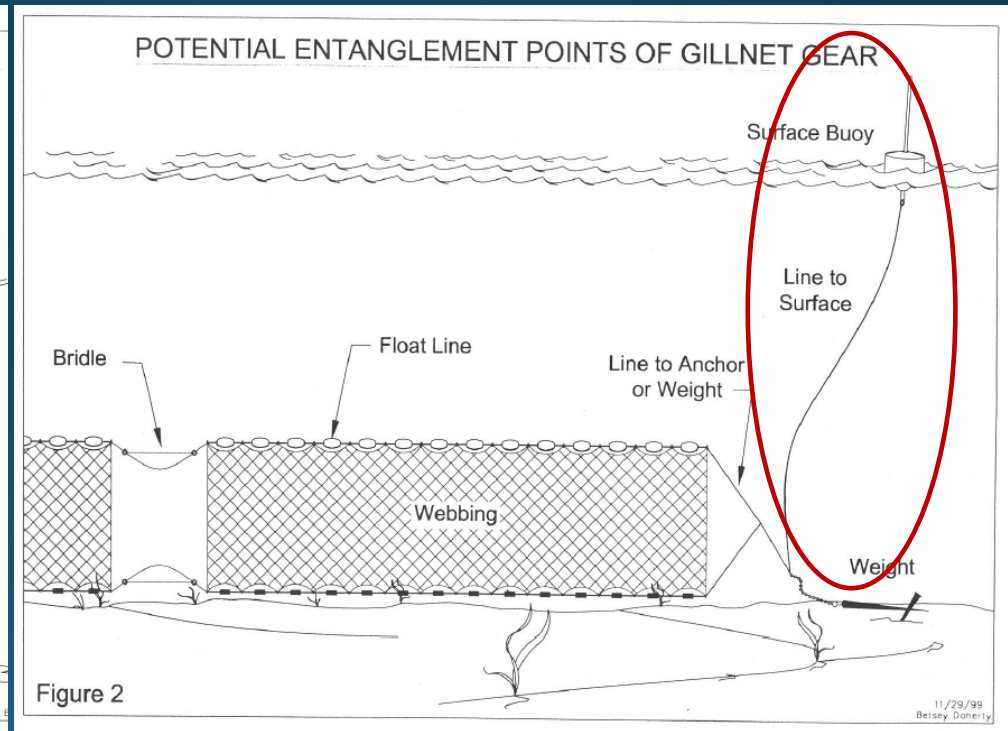 POTENTIAL ENTANGLEMENT POINTS OF GILLNET GEAR
Surface Buoy
Line to
Surface
Bridle
Float Line
Line to Anchor
or Weight
Webbing
Weight
Figure 2
11/29/99
Betsey Doherty